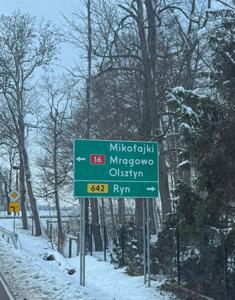 Mikołajki
16 Mrągowo
Olsztyn
642 Ryn